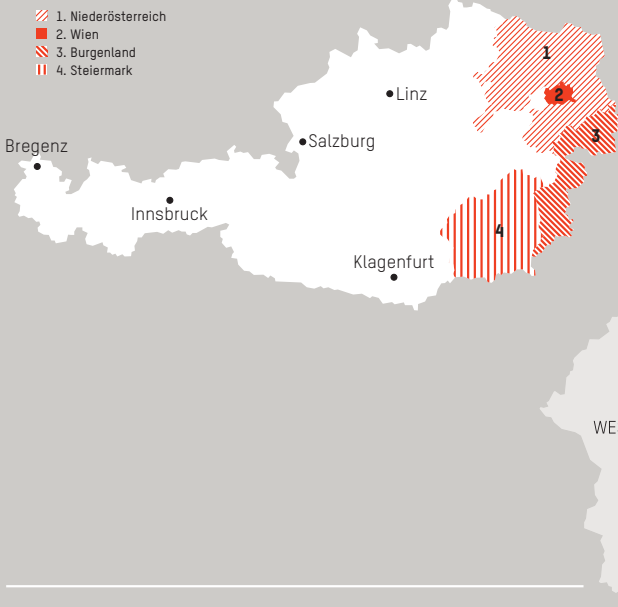 1. Niederösterreich
2. Wien
3. Burgenland
4. Steiermark
1
2
Linz
3
Salzburg
Bregenz
Innsbruck
4
Klagenfurt
WE